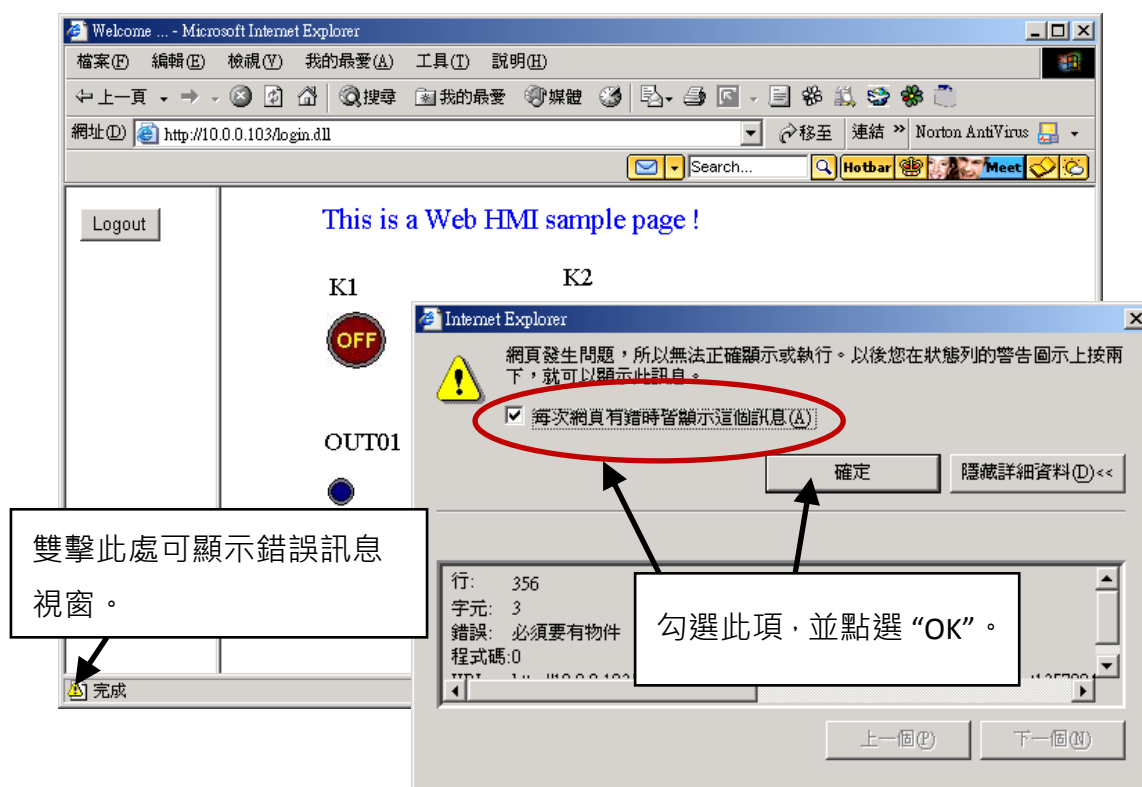 Welcome ... - Microsoft Internet Explorer
檔案(F) 編輯(E) 檢視(V) 我的最愛(A) 工具(T) 說明(H)
上一頁 搜尋 我的最愛 媒體
網址(D) http://10.0.0.103/login.dll 移至 連結 » Norton AntiVirus
Search... Hotbar Meet
Logout
This is a Web HMI sample page !
K1 K2
OFF
OUT01
Internet Explorer
網頁發生問題，所以無法正確顯示或執行。以後您在狀態列的警告圖示上按兩
下，就可以顯示此訊息。
每次網頁有錯時皆顯示這個訊息(A)
確定 隱藏詳細資料(D)<<
雙擊此處可顯示錯誤訊息
視窗。
行: 356
字元: 3
錯誤: 必須要有物件
程式碼:0
勾選此項，並點選 “OK”。
完成
上一個(P) 下一個(N)